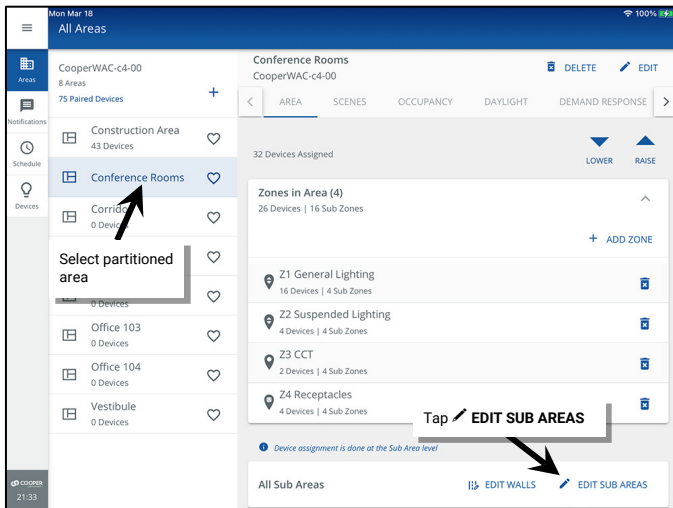 Mon Mar 18
100%
All Areas
Areas
Notifications
Schedule
Devices
COOPER
21:33
CooperWAC-c4-00
8 Areas
75 Paired Devices
+
Construction Area
43 Devices
Conference Rooms
Corrido
0 Devices
Select partitioned
area
0 Devices
Office 103
0 Devices
Office 104
0 Devices
Vestibule
0 Devices
Conference Rooms
CooperWAC-c4-00
DELETE
EDIT
< AREA SCENES OCCUPANCY DAYLIGHT DEMAND RESPONSE >
32 Devices Assigned
LOWER RAISE
Zones in Area (4)
26 Devices | 16 Sub Zones
+ ADD ZONE
Z1 General Lighting
16 Devices | 4 Sub Zones
Z2 Suspended Lighting
4 Devices | 4 Sub Zones
Z3 CCT
2 Devices | 4 Sub Zones
Z4 Receptacles
4 Devices | 4 Sub Zones
Tap EDIT SUB AREAS
Device assignment is done at the Sub Area level
All Sub Areas
EDIT WALLS
EDIT SUB AREAS